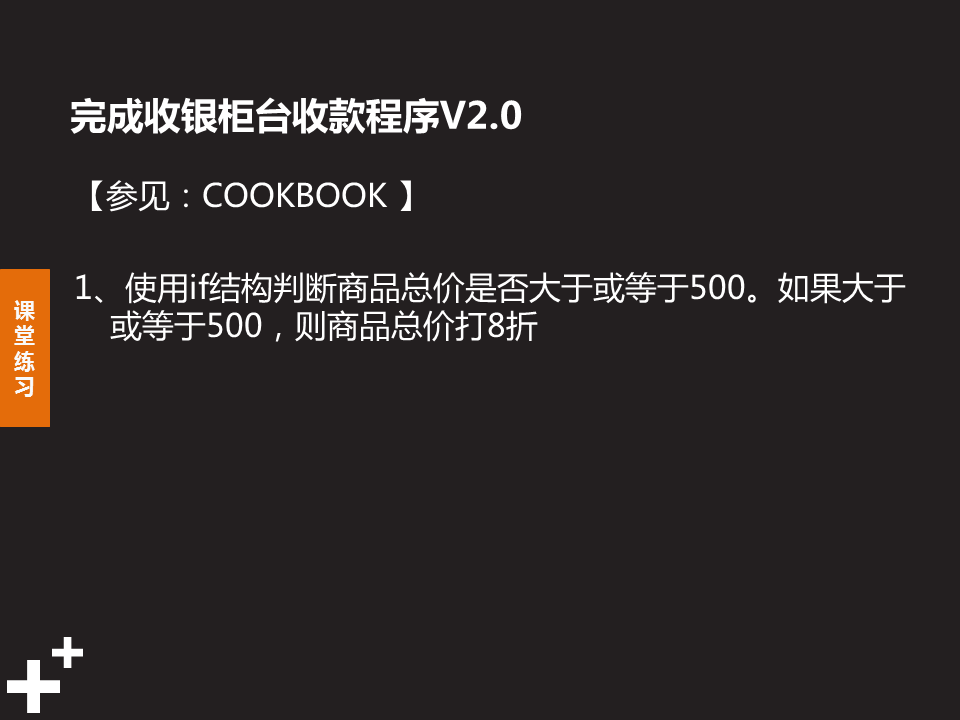 完成收银柜台收款程序V2.0
【参见：COOKBOOK 】
1、使用if结构判断商品总价是否大于或等于500。如果大于
或等于500，则商品总价打8折
课
堂
练
习